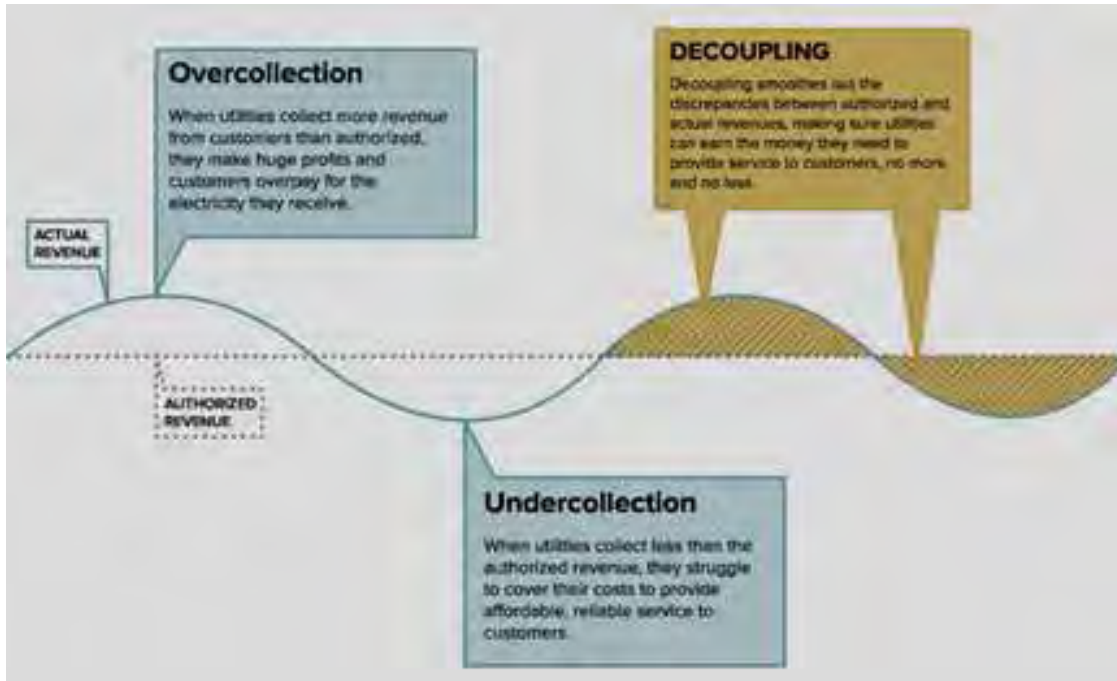 Overcollection
When utilities collect more revenue
from customers than authorized,
they make huge profits and
customers overpay for the
electricity they receive.
DECOUPLING
Decoupling smoothes out the
discrepancies between authorized and
actual revenues, making sure utilities
can earn the money they need to
provide service to customers, no more
and no less.
ACTUAL
REVENUE
AUTHORIZED
REVENUE
Undercollection
When utilities collect less then the
authorized revenue, they struggle
to cover their costs to provide
affordable, reliable service to
customers.